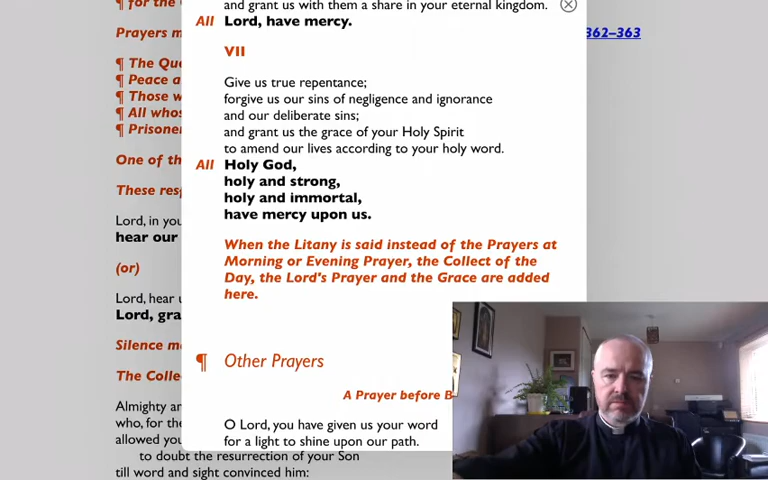 ¶ for the
Prayers m
362–363
¶ The Que
¶ Peace a
¶ Those w
¶ All whos
¶ Prisoner
One of th
These resp
Lord, in you
hear our
(or)
Lord, hear u
Lord, gra
Silence m
The Colle
Almighty an
who, for the
allowed you
to doubt the resurrection of your Son
till word and sight convinced him:
and grant us with them a share in your eternal kingdom.
All Lord, have mercy.
VII
Give us true repentance;
forgive us our sins of negligence and ignorance
and our deliberate sins;
and grant us the grace of your Holy Spirit
to amend our lives according to your holy word.
All Holy God,
holy and strong,
holy and immortal,
have mercy upon us.
When the Litany is said instead of the Prayers at
Morning or Evening Prayer, the Collect of the
Day, the Lord's Prayer and the Grace are added
here.
¶ Other Prayers
A Prayer before B
O Lord, you have given us your word
for a light to shine upon our path.